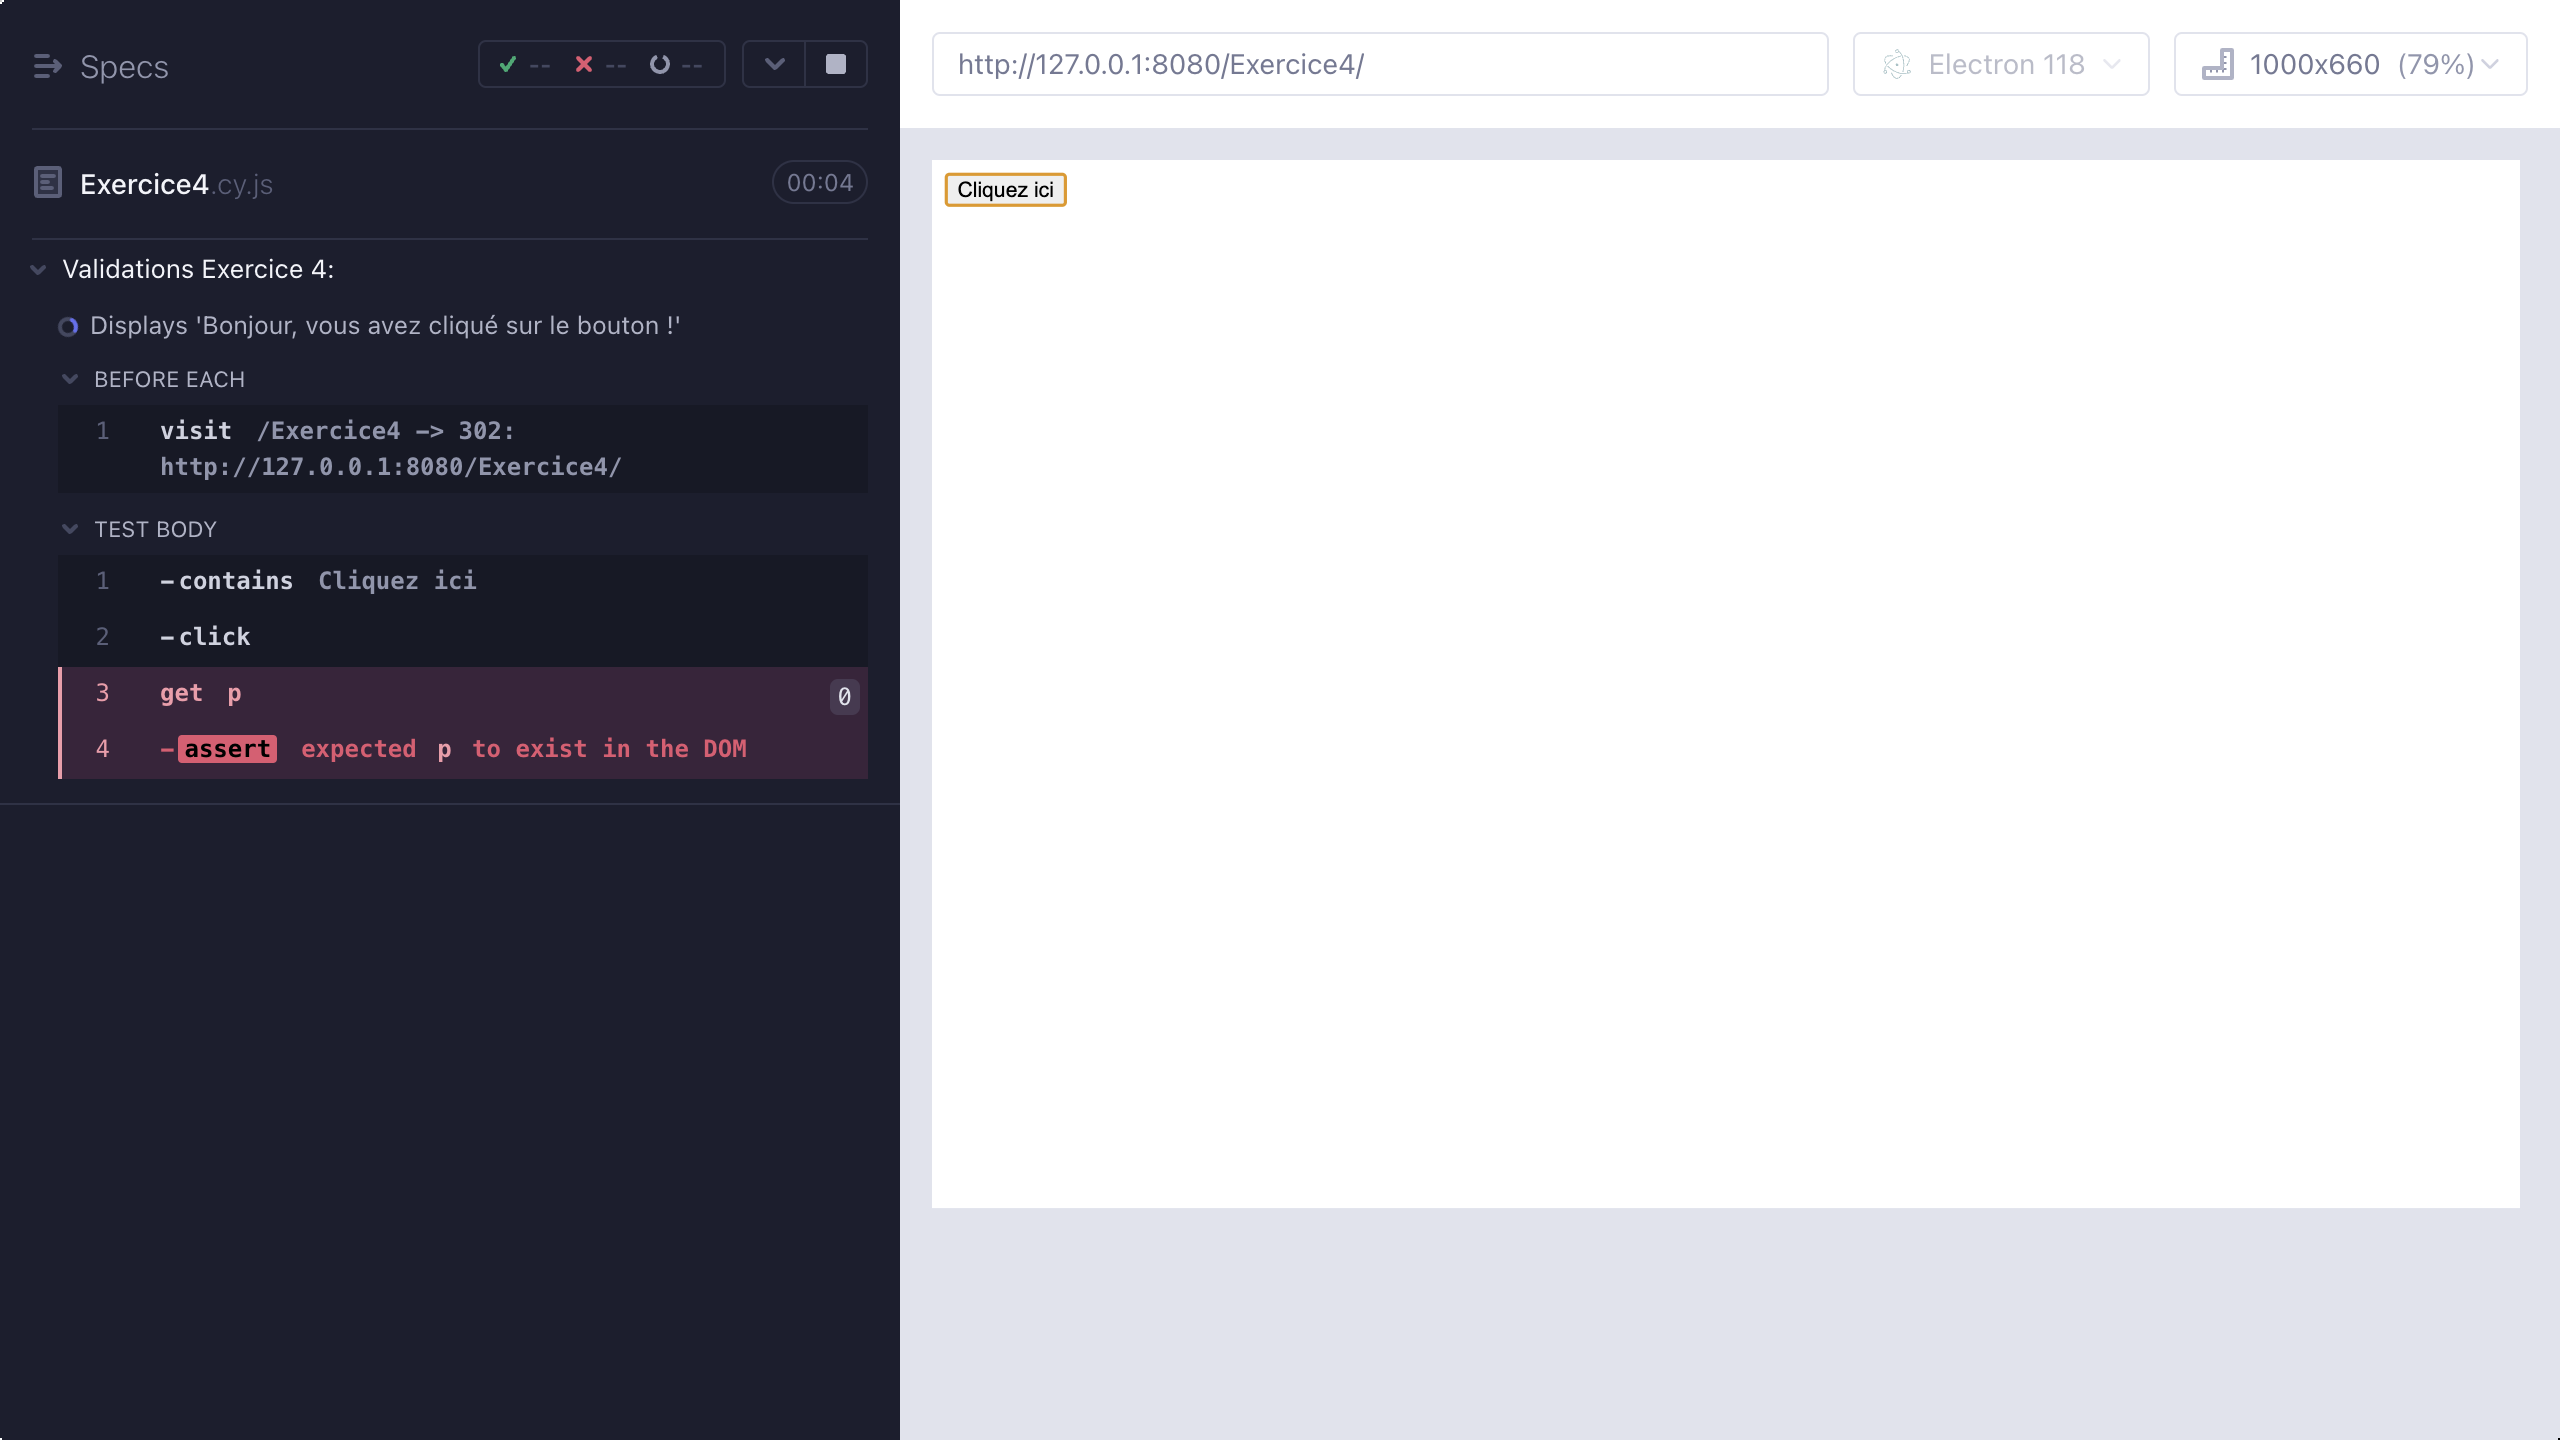 Specs
-- -- --
Exercice4.cy.js 00:04
Validations Exercice 4:
Displays 'Bonjour, vous avez cliqué sur le bouton !'
BEFORE EACH
1 visit /Exercice4 -> 302:
http://127.0.0.1:8080/Exercice4/
TEST BODY
1 -contains Cliquez ici
2 -click
3 get p 0
4 -assert expected p to exist in the DOM
http://127.0.0.1:8080/Exercice4/ Electron 118 1000x660 (79%)
Cliquez ici